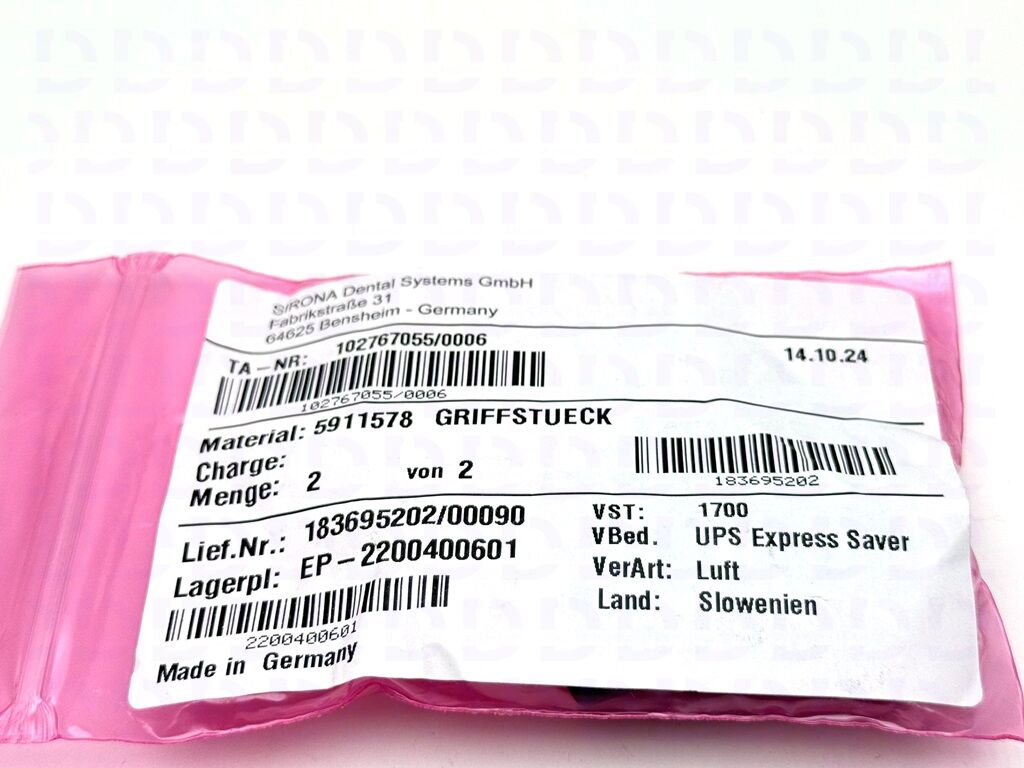 SIRONA Dental Systems GmbH
Fabrikstraße 31
64625 Bensheim - Germany
TA-NR: 102767055/0006
14.10.24
102767055/0006
Material: 5911578 GRIFFSTUECK
Charge:
Menge: 2 von 2
183695202
Lief.Nr.: 183695202/00090
Lagerpl: EP-2200400601
2200400601
Made in Germany
VST: 1700
VBed. UPS Express Saver
VerArt: Luft
Land: Slowenien